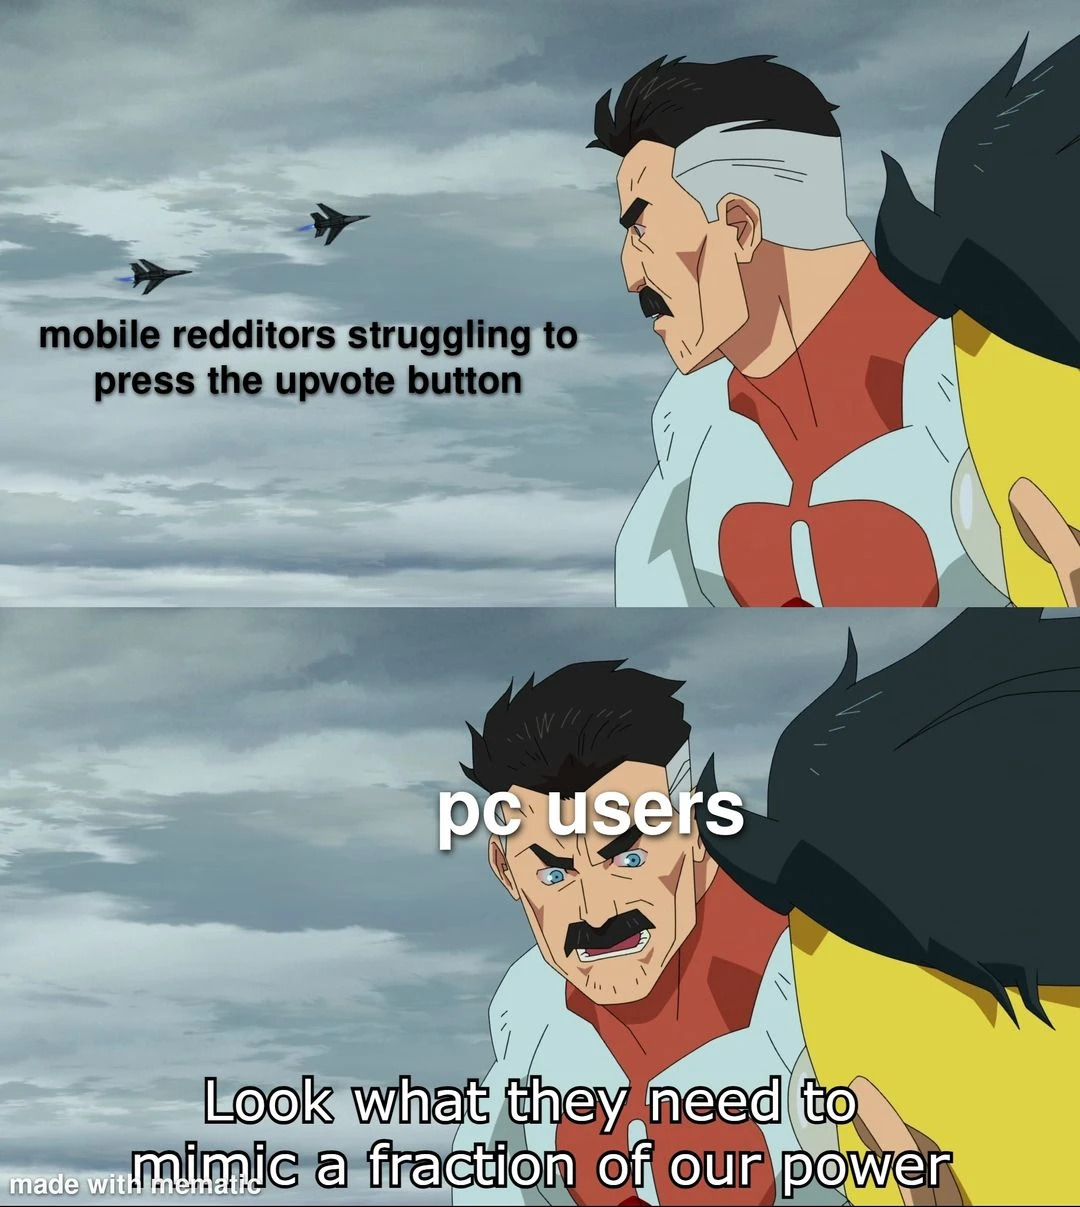 mobile redditors struggling to
press the upvote button
pc users
Look what they need to
mimic a fraction of our power
made with mematic